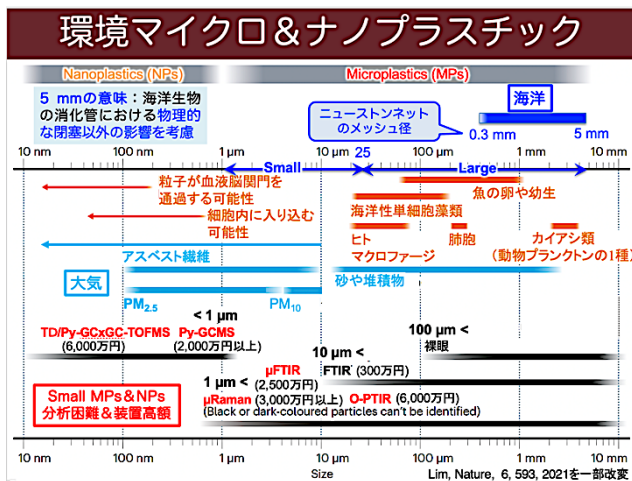 環境マイクロ＆ナノプラスチック
Nanoplastics (NPs)
Microplastics (MPs)
5 mmの意味：海洋生物
の消化管における物理的
な閉塞以外の影響を考慮
ニューストンネット
のメッシュ径
海洋
0.3 mm
5 mm
10 nm
100 nm
1 μm
10 μm
25
100 μm
1 mm
10 mm
Small
Large
粒子が血液脳関門を
通過する可能性
細胞内に入り込む
可能性
魚の卵や幼生
海洋性単細胞藻類
ヒト
マクロファージ
肺胞
カイアシ類
(動物プランクトンの1種)
アスベスト繊維
大気
砂や堆積物
PM2.5
PM10
< 1 μm
TD/Py-GCxGC-TOFMS
(6,000万円)
Py-GCMS
(2,000万円以上)
100 μm <
裸眼
10 μm <
μFTIR
(2,500万円)
FTIR (300万円)
1 μm <
μRaman (3,000万円以上)
O-PTIR (6,000万円)
(Black or dark-coloured particles can't be identified)
Small MPs＆NPs
分析困難＆装置高額
10 nm
100 nm
1 μm
10 μm
100 μm
1 mm
10 mm
Size
Lim, Nature, 6, 593, 2021を一部改変